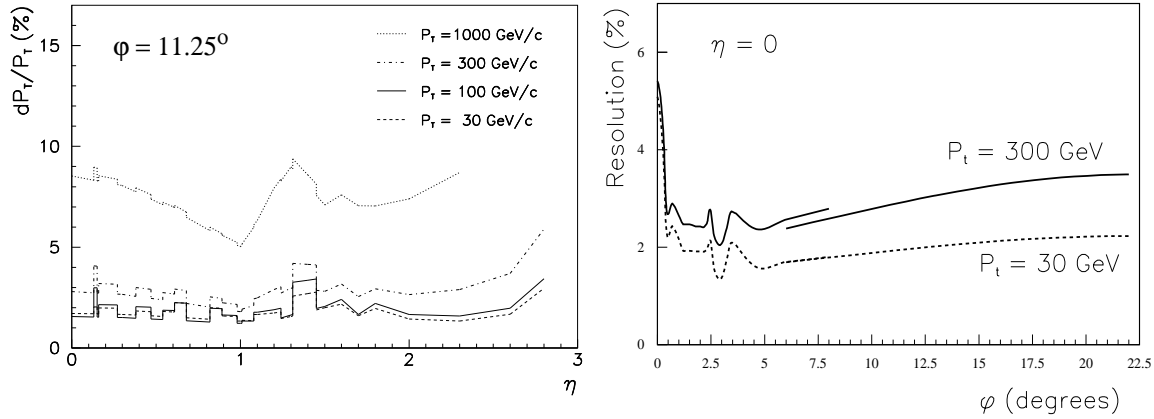 dP_T/P_T (%)
15
10
5
0
φ = 11.25°
P_T = 1000 GeV/c
P_T = 300 GeV/c
P_T = 100 GeV/c
P_T = 30 GeV/c
0
1
2
3
η
Resolution (%)
6
4
2
0
η = 0
P_t = 300 GeV
P_t = 30 GeV
0
2.5
5
7.5
10
12.5
15
17.5
20
22.5
φ (degrees)